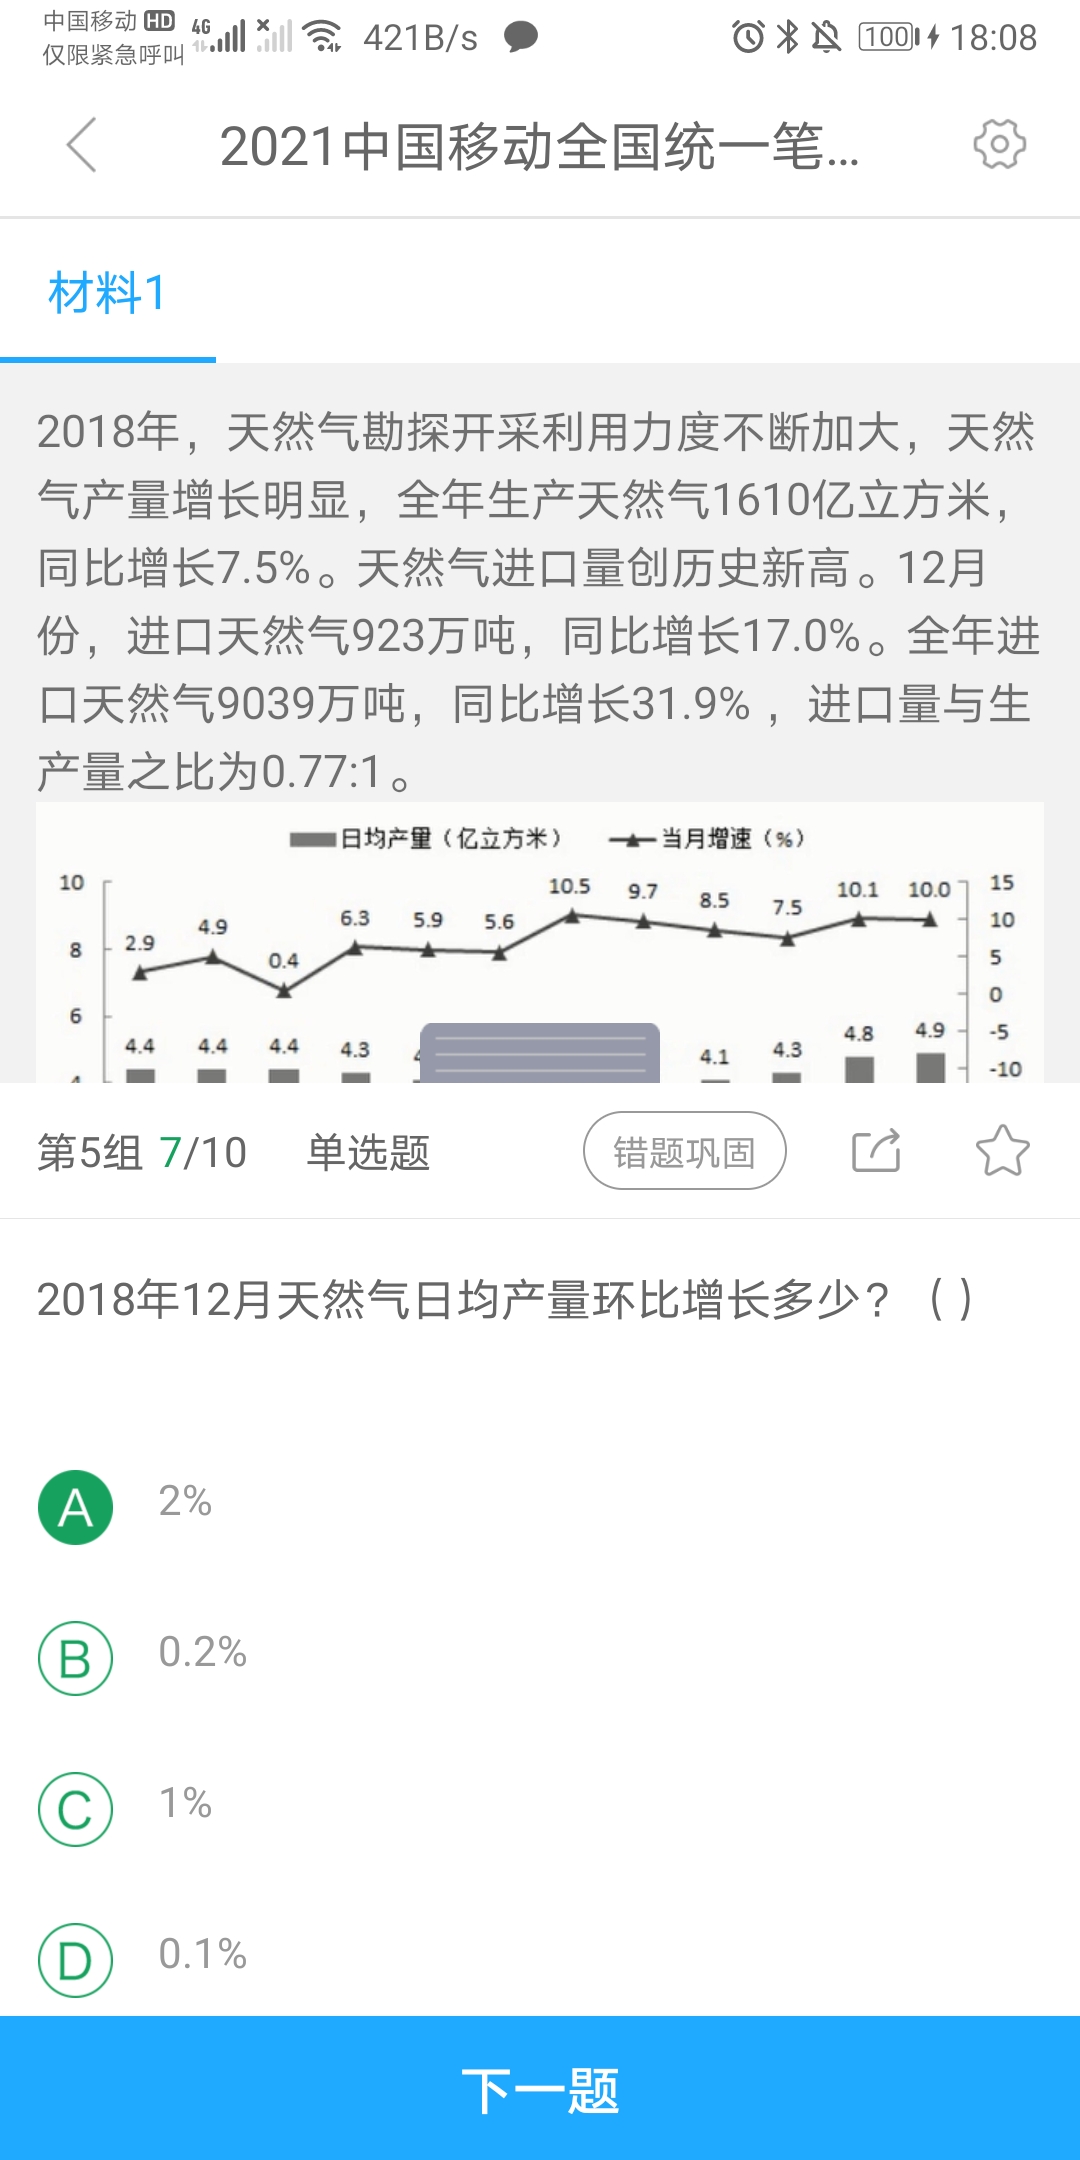 中国移动 HD 4G 421B/s 100 18:08
仅限紧急呼叫
2021中国移动全国统一笔...
材料1
2018年，天然气勘探开采利用力度不断加大，天然
气产量增长明显，全年生产天然气1610亿立方米，
同比增长7.5%。天然气进口量创历史新高。12月
份，进口天然气923万吨，同比增长17.0%。全年进
口天然气9039万吨，同比增长31.9%，进口量与生
产量之比为0.77:1。
日均产量（亿立方米） 当月增速（%）
10 10.5 9.7 8.5 7.5 10.1 10.0 15
2.9 4.9 0.4 6.3 5.9 5.6 10
8 5
0
6 -5
4.4 4.4 4.4 4.3 4.1 4.3 4.8 4.9 -10
第5组 7/10 单选题 错题巩固
2018年12月天然气日均产量环比增长多少？（）
A 2%
B 0.2%
C 1%
D 0.1%
下一题